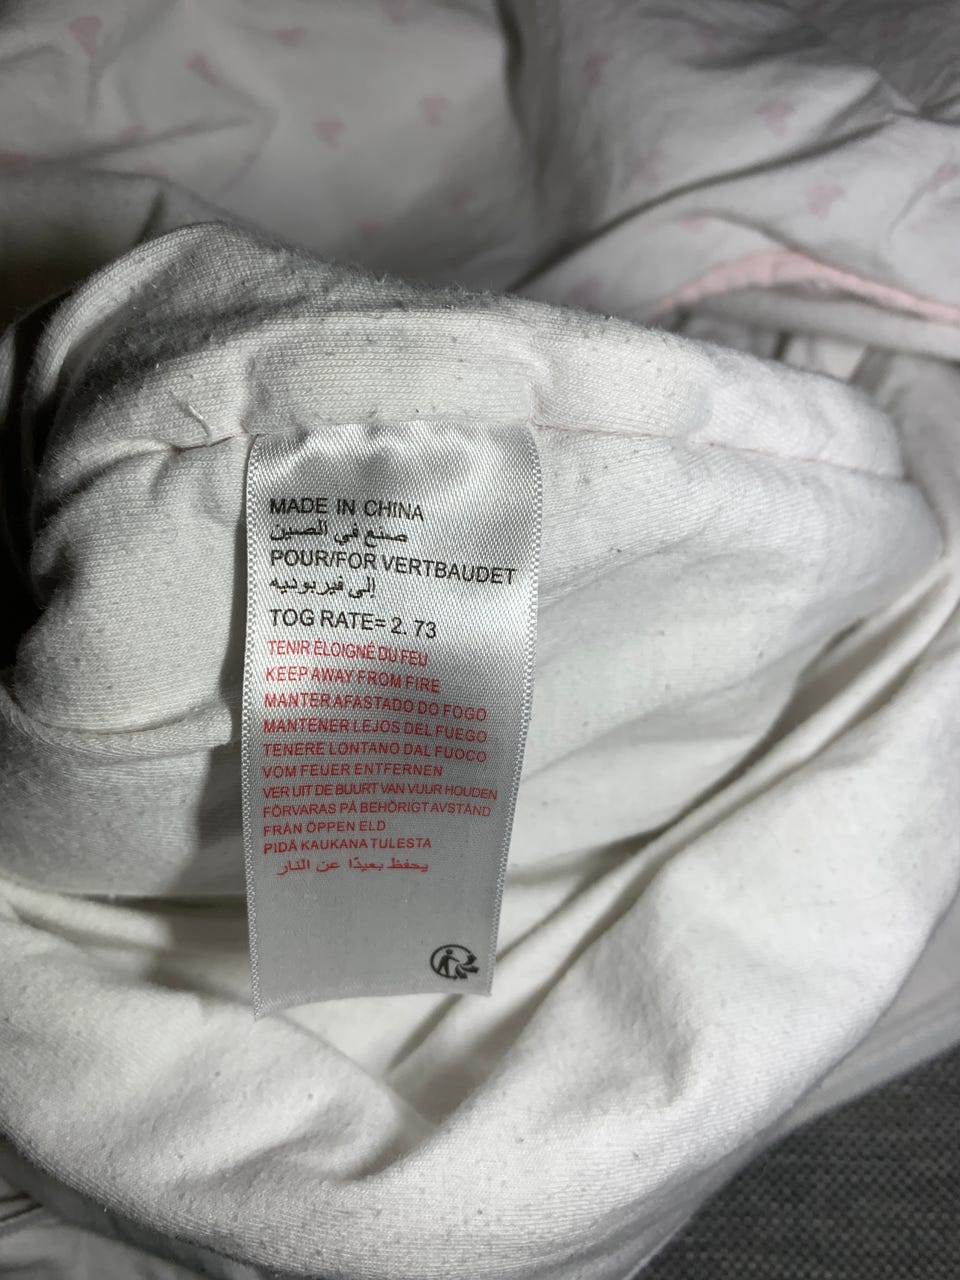 MADE IN CHINA
صنع في الصين
POUR/FOR VERTBAUDET
إلى فيربوديه
TOG RATE= 2. 73
TENIR ÉLOIGNÉ DU FEU
KEEP AWAY FROM FIRE
MANTER AFASTADO DO FOGO
MANTENER LEJOS DEL FUEGO
TENERE LONTANO DAL FUOCO
VOM FEUER ENTFERNEN
VER UIT DE BUURT VAN VUUR HOUDEN
FÖRVARAS PÅ BEHÖRIGT AVSTÅND
FRÅN ÖPPEN ELD
PIDÄ KAUKANA TULESTA
يحفظ بعيدًا عن النار